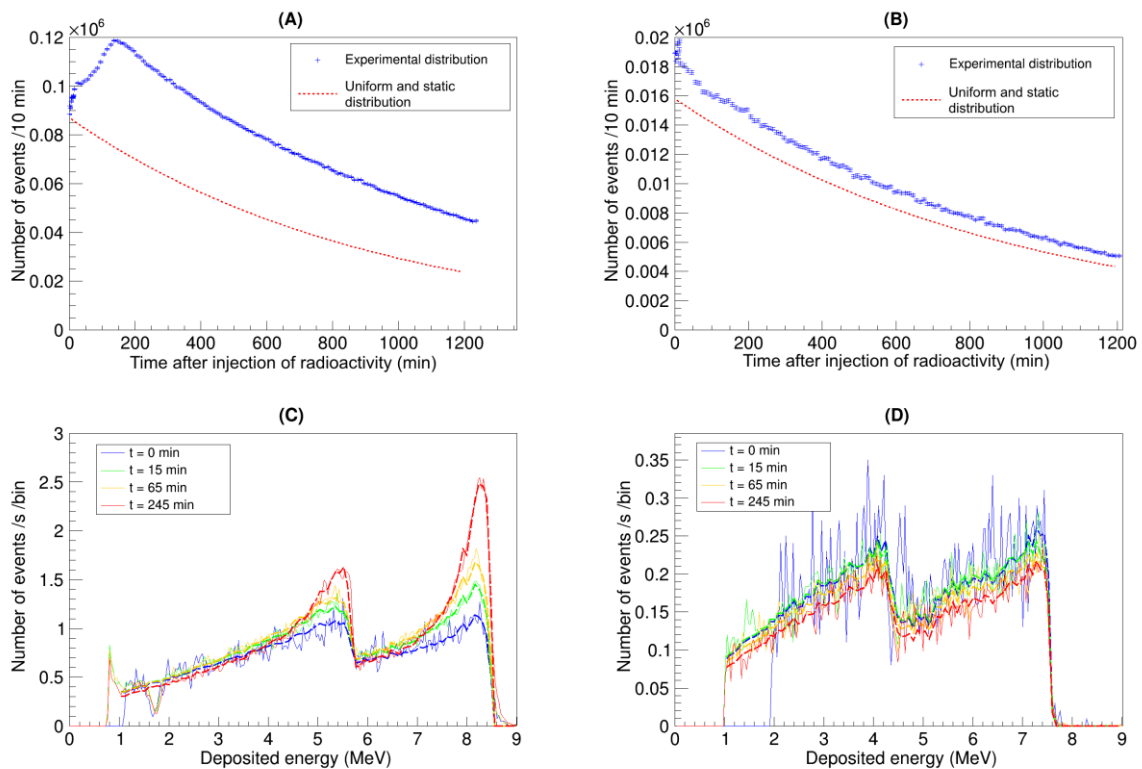 (A)
×10⁶
0.12
0.1
0.08
0.06
0.04
0.02
0
Number of events /10 min
Experimental distribution
Uniform and static
distribution
0 200 400 600 800 1000 1200
Time after injection of radioactivity (min)
(B)
×10⁶
0.02
0.018
0.016
0.014
0.012
0.01
0.008
0.006
0.004
0.002
0
Number of events /10 min
Experimental distribution
Uniform and static
distribution
0 200 400 600 800 1000 1200
Time after injection of radioactivity (min)
(C)
3
2.5
2
1.5
1
0.5
0
Number of events /s /bin
t = 0 min
t = 15 min
t = 65 min
t = 245 min
0 1 2 3 4 5 6 7 8 9
Deposited energy (MeV)
(D)
0.35
0.3
0.25
0.2
0.15
0.1
0.05
0
Number of events /s /bin
t = 0 min
t = 15 min
t = 65 min
t = 245 min
0 1 2 3 4 5 6 7 8 9
Deposited energy (MeV)